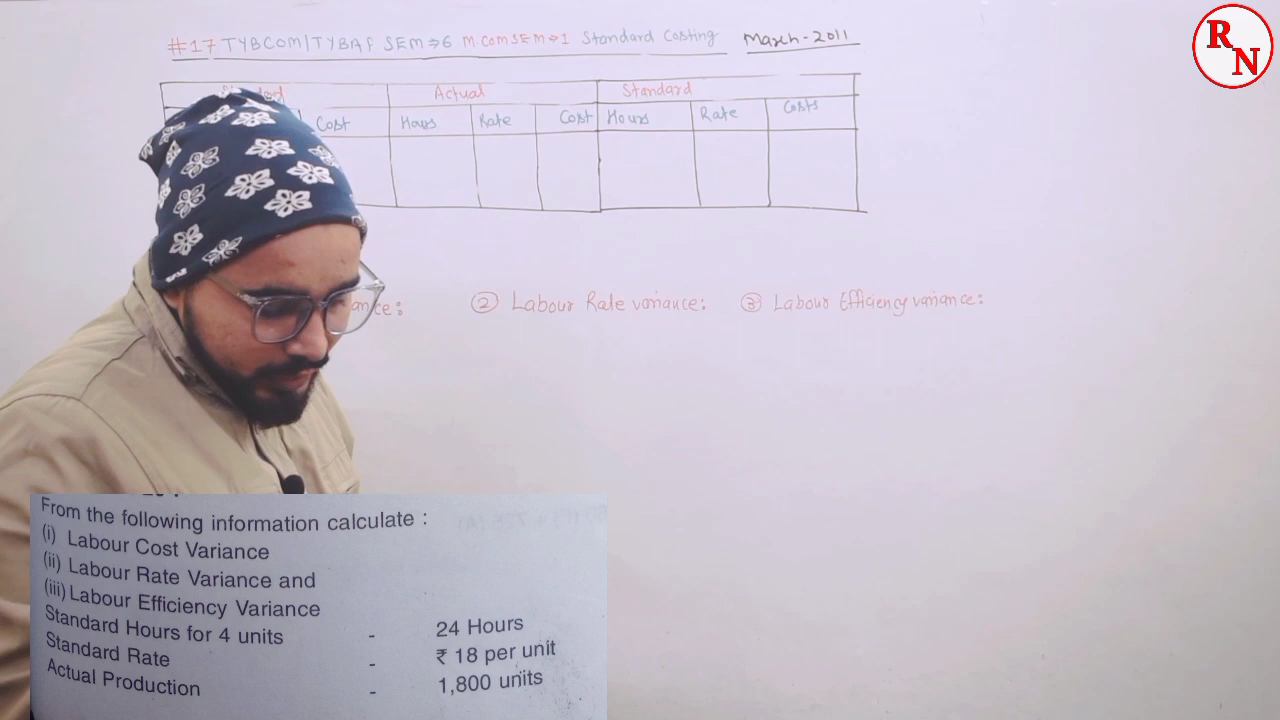 #17 TYBCOM/TYBAF SEM⇒6 MCOM SEM⇒1 Standard Costing March-2011
Actual Standard
Cost Hours Rate Cost Hours Rate Costs
② Labour Rate variance: ③ Labour Efficiency variance:
From the following information calculate :
(i) Labour Cost Variance
(ii) Labour Rate Variance and
(iii) Labour Efficiency Variance
Standard Hours for 4 units - 24 Hours
Standard Rate - ₹ 18 per unit
Actual Production - 1,800 units
RN